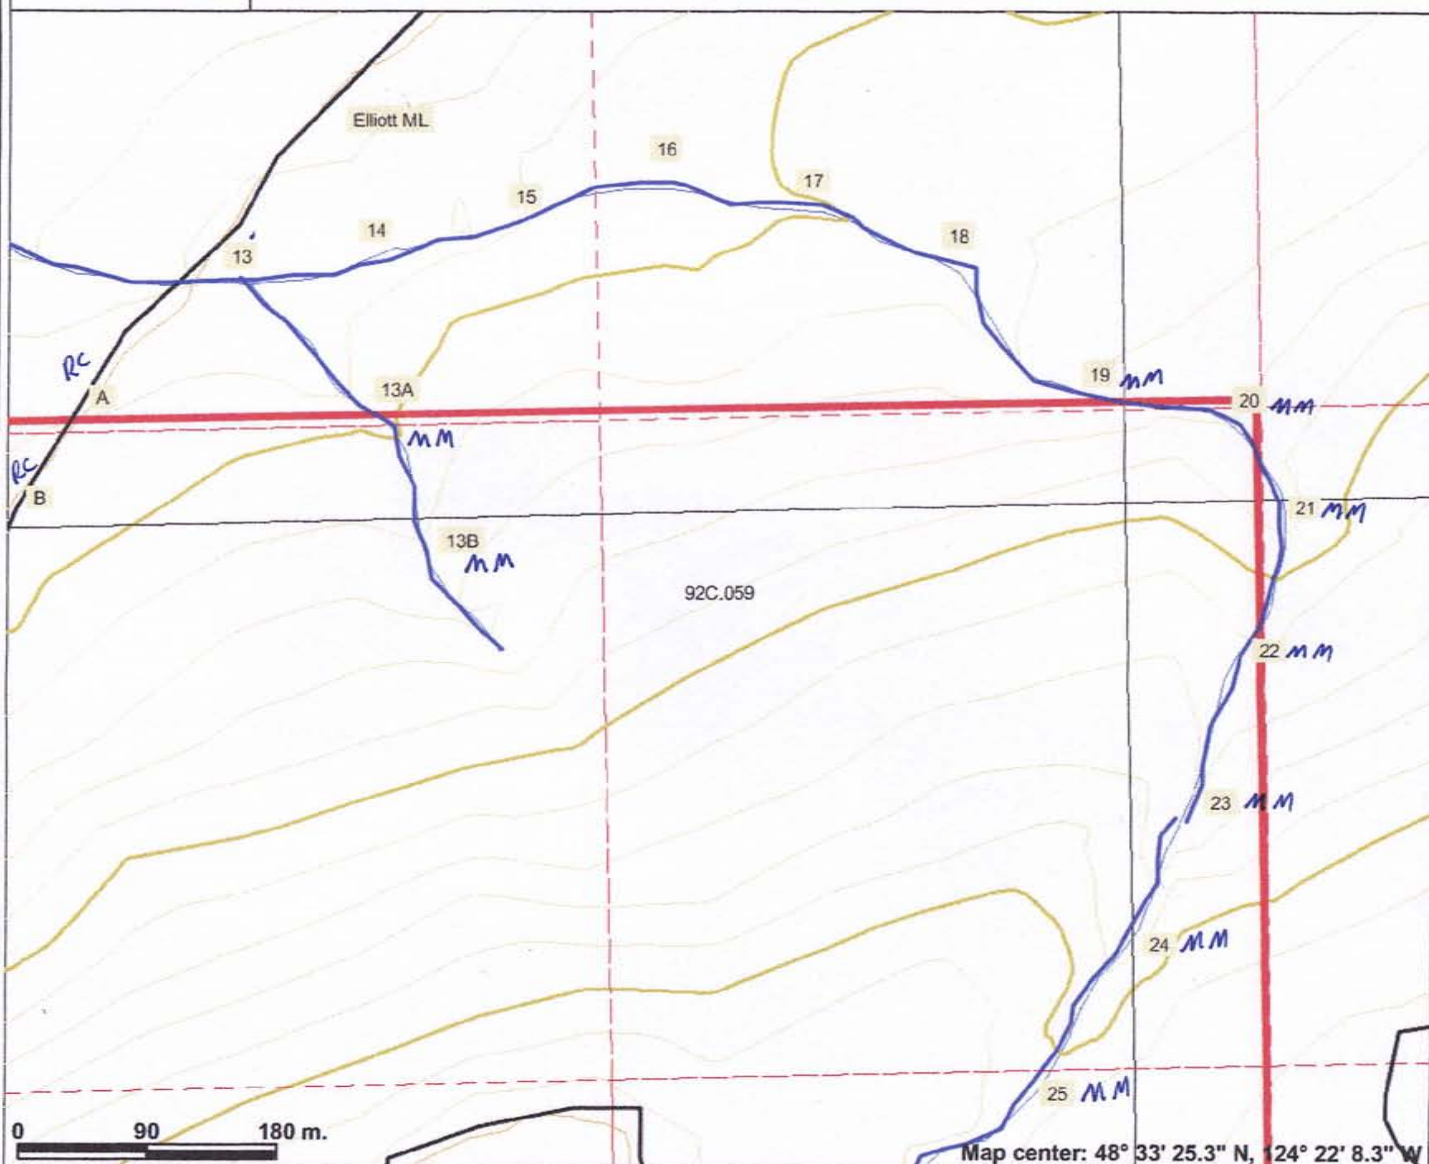 Elliott ML
16
15
17
14
18
13
RC
A
13A
19 MM
20 MM
MM
RC
B
21 MM
13B
MM
92C.059
22 MM
23 MM
24 MM
25 MM
0 90 180 m.
Map center: 48° 33' 25.3" N, 124° 22' 8.3" W